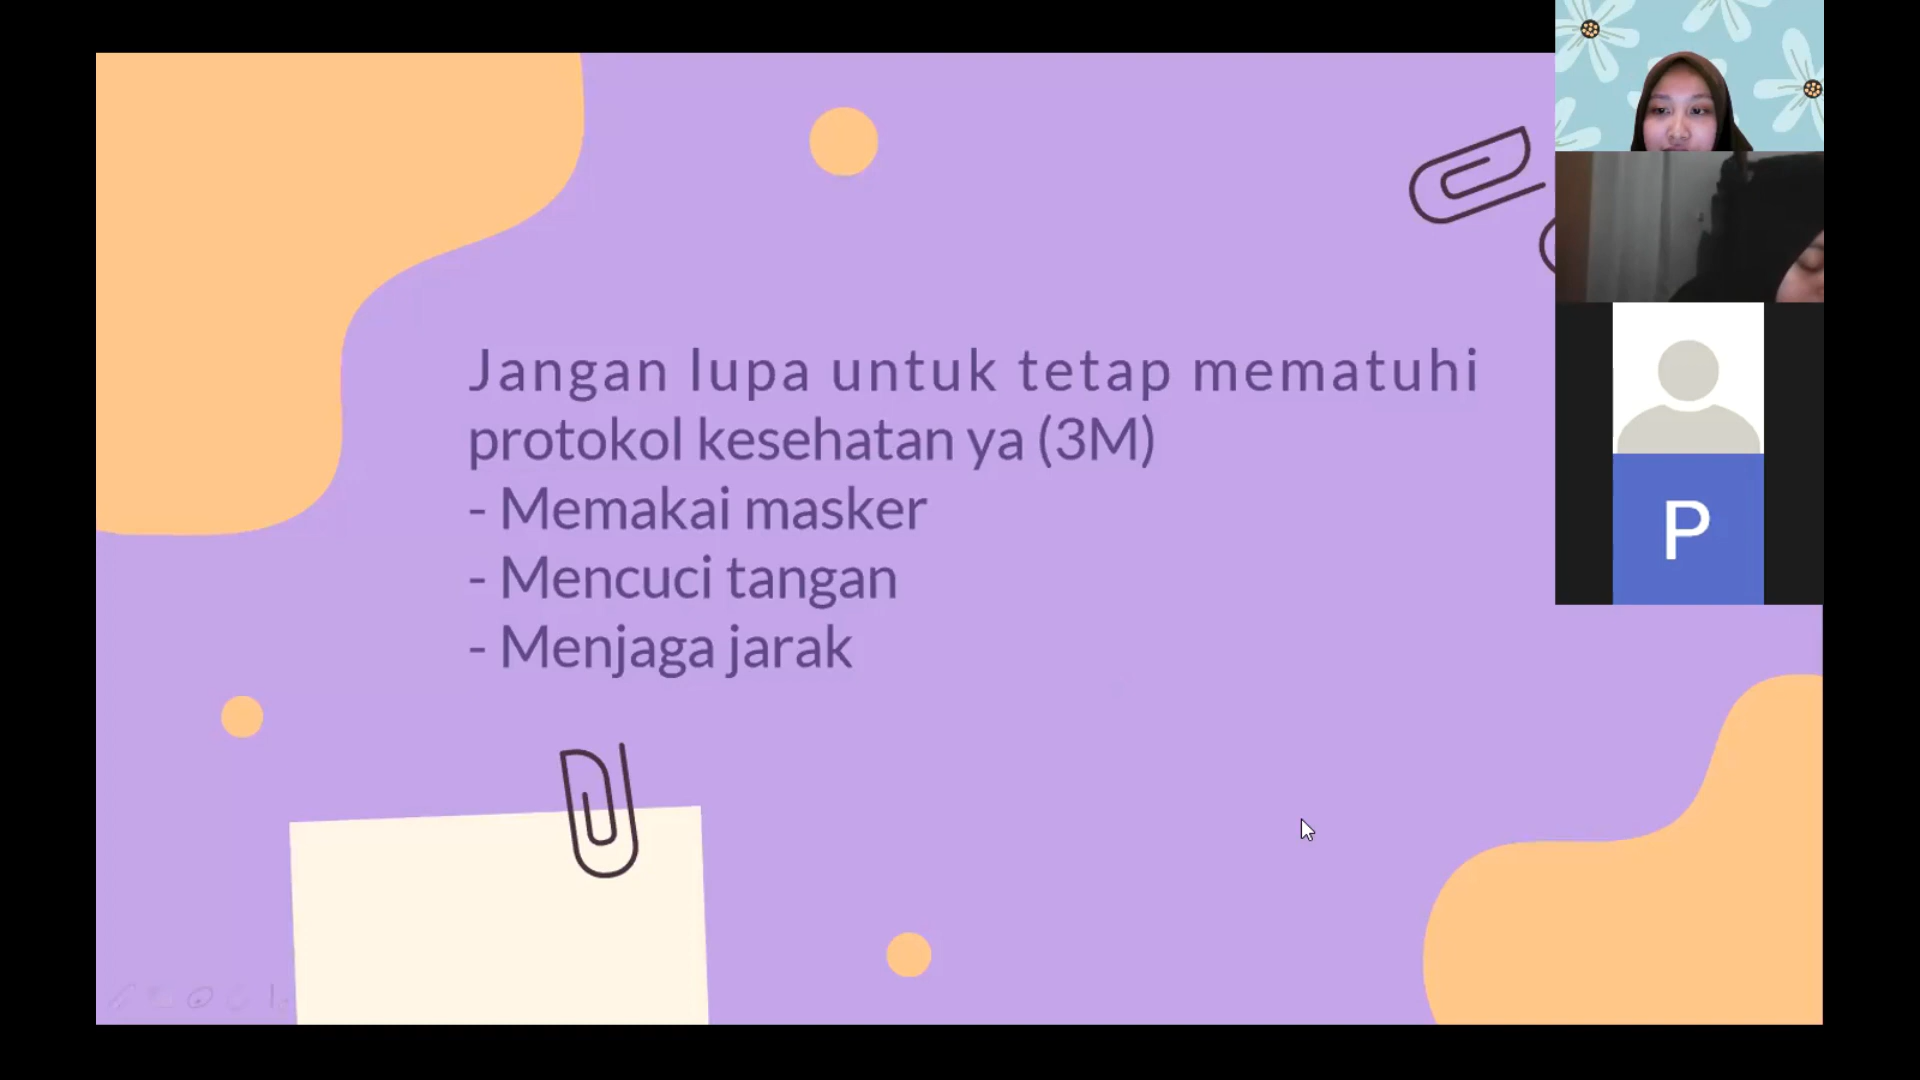 Jangan lupa untuk tetap mematuhi
protokol kesehatan ya (3M)
- Memakai masker
- Mencuci tangan
- Menjaga jarak
P